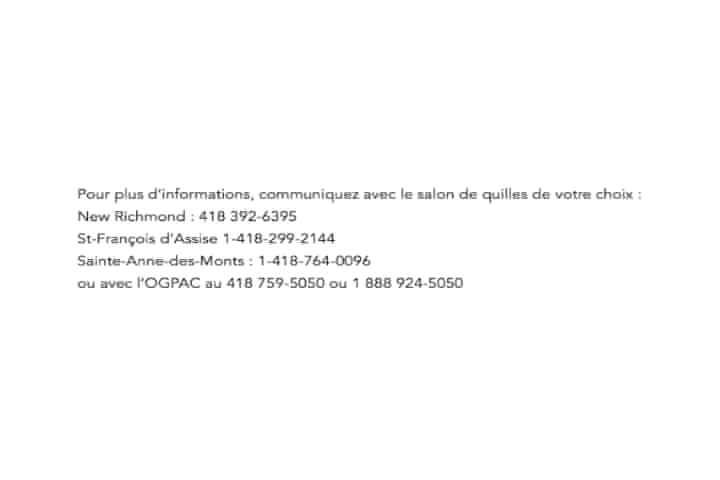 Pour plus d'informations, communiquez avec le salon de quilles de votre choix :
New Richmond : 418 392-6395
St-François d'Assise 1-418-299-2144
Sainte-Anne-des-Monts : 1-418-764-0096
ou avec l'OGPAC au 418 759-5050 ou 1 888 924-5050